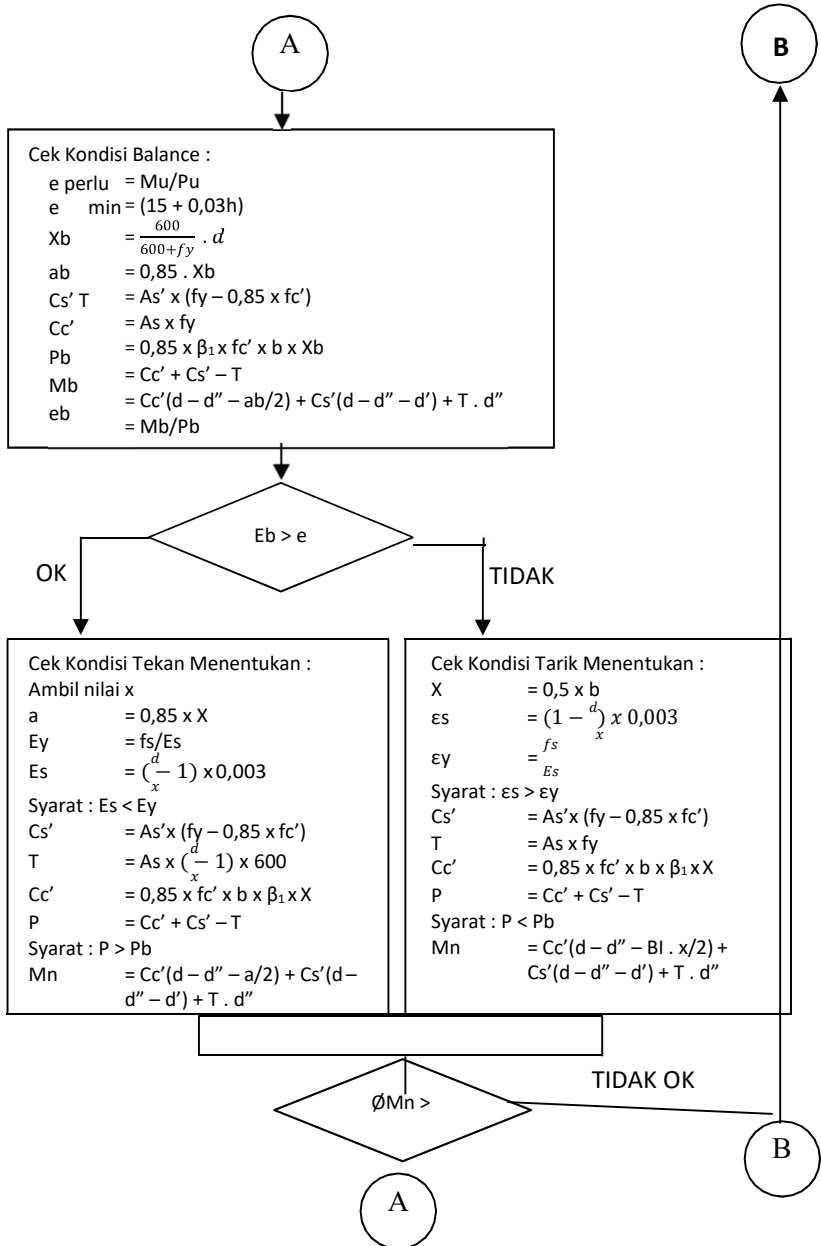 A
B
Cek Kondisi Balance :
e perlu = Mu/Pu
e min = (15 + 0,03h)
Xb = 600/600+fy . d
ab = 0,85 . Xb
Cs’ T = As’ x (fy – 0,85 x fc’)
Cc’ = As x fy
Pb = 0,85 x β₁ x fc’ x b x Xb
Mb = Cc’ + Cs’ – T
eb = Cc’(d – d” – ab/2) + Cs’(d – d” – d’) + T . d”
= Mb/Pb
Eb > e
OK
TIDAK
Cek Kondisi Tekan Menentukan :
Ambil nilai x
a = 0,85 x X
Ey = fs/Es
Es = (d/x – 1) x 0,003
Syarat : Es < Ey
Cs’ = As’x (fy – 0,85 x fc’)
T = As x (d/x – 1) x 600
Cc’ = 0,85 x fc’ x b x β₁ x X
P = Cc’ + Cs’ – T
Syarat : P > Pb
Mn = Cc’(d – d” – a/2) + Cs’(d –
d” – d’) + T . d”
Cek Kondisi Tarik Menentukan :
X = 0,5 x b
εs = (1 – d/x) x 0,003
εy = fs/Es
Syarat : εs > εy
Cs’ = As’x (fy – 0,85 x fc’)
T = As x fy
Cc’ = 0,85 x fc’ x b x β₁ x X
P = Cc’ + Cs’ – T
Syarat : P < Pb
Mn = Cc’(d – d” – BI . x/2) +
Cs’(d – d” – d’) + T . d”
ØMn >
TIDAK OK
B
A